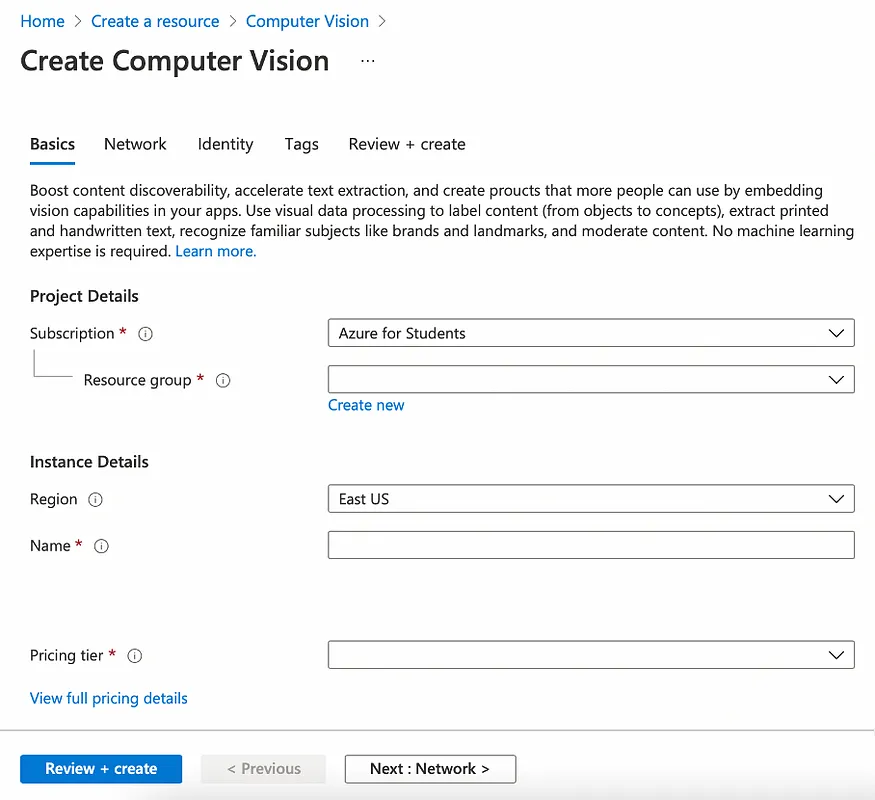 Home > Create a resource > Computer Vision >
Create Computer Vision ...
Basics Network Identity Tags Review + create
Boost content discoverability, accelerate text extraction, and create proucts that more people can use by embedding
vision capabilities in your apps. Use visual data processing to label content (from objects to concepts), extract printed
and handwritten text, recognize familiar subjects like brands and landmarks, and moderate content. No machine learning
expertise is required. Learn more.
Project Details
Subscription * Azure for Students
Resource group *
Create new
Instance Details
Region East US
Name *
Pricing tier *
View full pricing details
Review + create < Previous Next : Network >